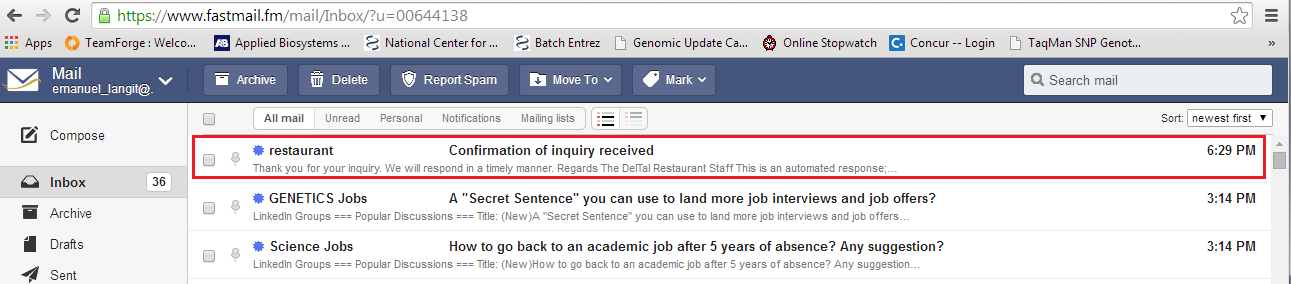 https://www.fastmail.fm/mail/Inbox/?u=00644138
Apps TeamForge : Welco... AB Applied Biosystems ... National Center for ... Batch Entrez Genomic Update Ca... Online Stopwatch Concur -- Login TaqMan SNP Genot... »
Mail
emanuel_langit@.
Archive Delete Report Spam Move To Mark Search mail
Compose
All mail Unread Personal Notifications Mailing lists Sort: newest first
restaurant Confirmation of inquiry received 6:29 PM
Thank you for your inquiry. We will respond in a timely manner. Regards The DelTal Restaurant Staff This is an automated response;...
Inbox 36
GENETICS Jobs A "Secret Sentence" you can use to land more job interviews and job offers? 3:14 PM
LinkedIn Groups === Popular Discussions === Title: (New)A "Secret Sentence" you can use to land more job interviews and job offers...
Archive
Drafts
Science Jobs How to go back to an academic job after 5 years of absence? Any suggestion? 3:14 PM
LinkedIn Groups === Popular Discussions === Title: (New)How to go back to an academic job after 5 years of absence? Any suggestion...
Sent